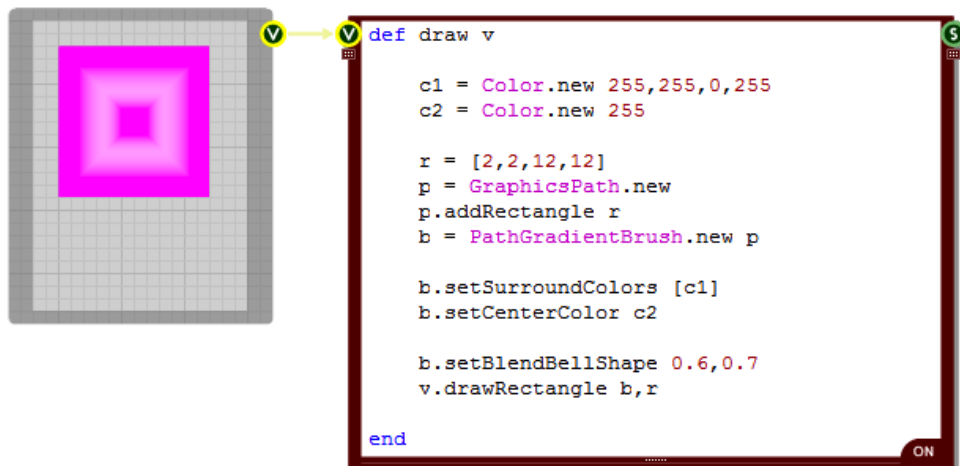 V
V def draw v S
c1 = Color.new 255,255,0,255
c2 = Color.new 255
r = [2,2,12,12]
p = GraphicsPath.new
p.addRectangle r
b = PathGradientBrush.new p
b.setSurroundColors [c1]
b.setCenterColor c2
b.setBlendBellShape 0.6,0.7
v.drawRectangle b,r
end
ON